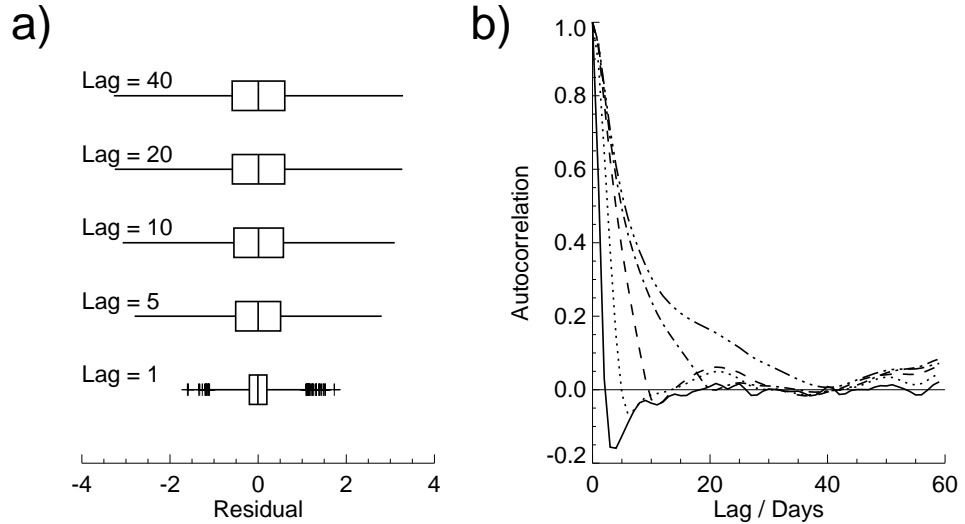 a)
Lag = 40
Lag = 20
Lag = 10
Lag = 5
Lag = 1
-4 -2 0 2 4
Residual
b)
1.0
0.8
0.6
0.4
0.2
0.0
-0.2
Autocorrelation
0 20 40 60
Lag / Days